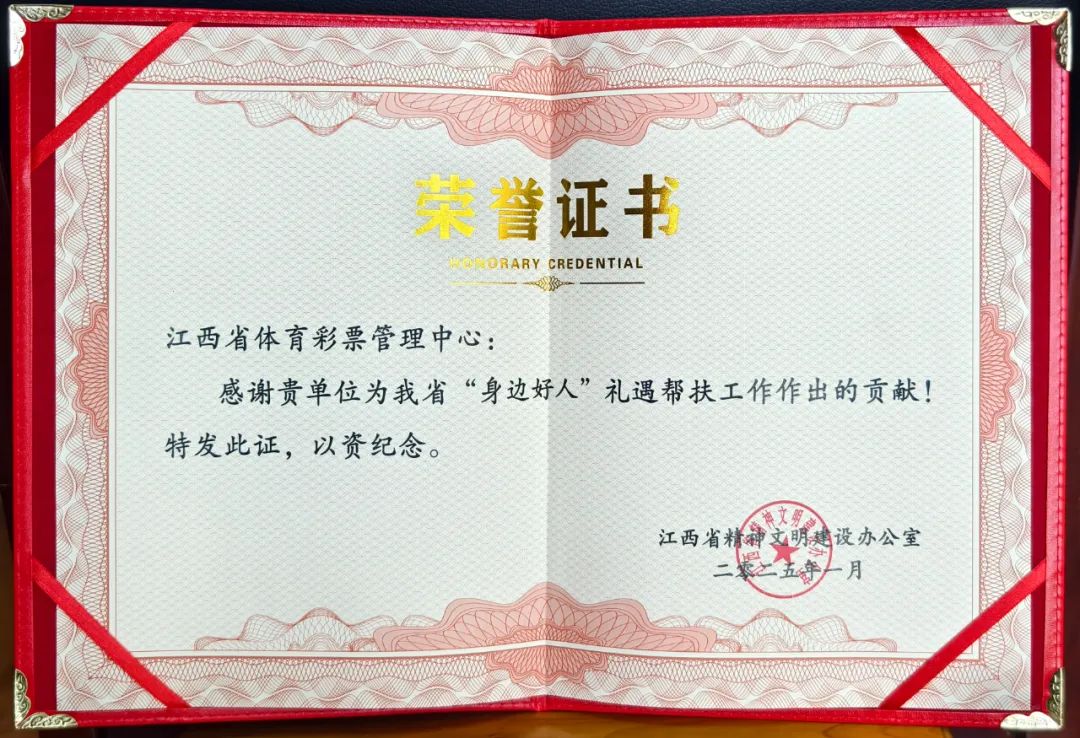 荣誉证书
HONORARY CREDENTIAL
江西省体育彩票管理中心：
感谢贵单位为我省“身边好人”礼遇帮扶工作作出的贡献！
特发此证，以资纪念。
江西省精神文明建设办公室
二零二五年一月